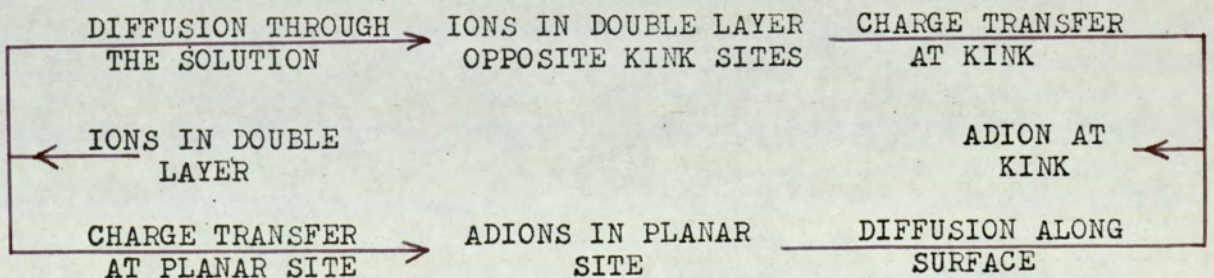 DIFFUSION THROUGH
THE SOLUTION
IONS IN DOUBLE LAYER
OPPOSITE KINK SITES
CHARGE TRANSFER
AT KINK
IONS IN DOUBLE
LAYER
ADION AT
KINK
CHARGE TRANSFER
AT PLANAR SITE
ADIONS IN PLANAR
SITE
DIFFUSION ALONG
SURFACE